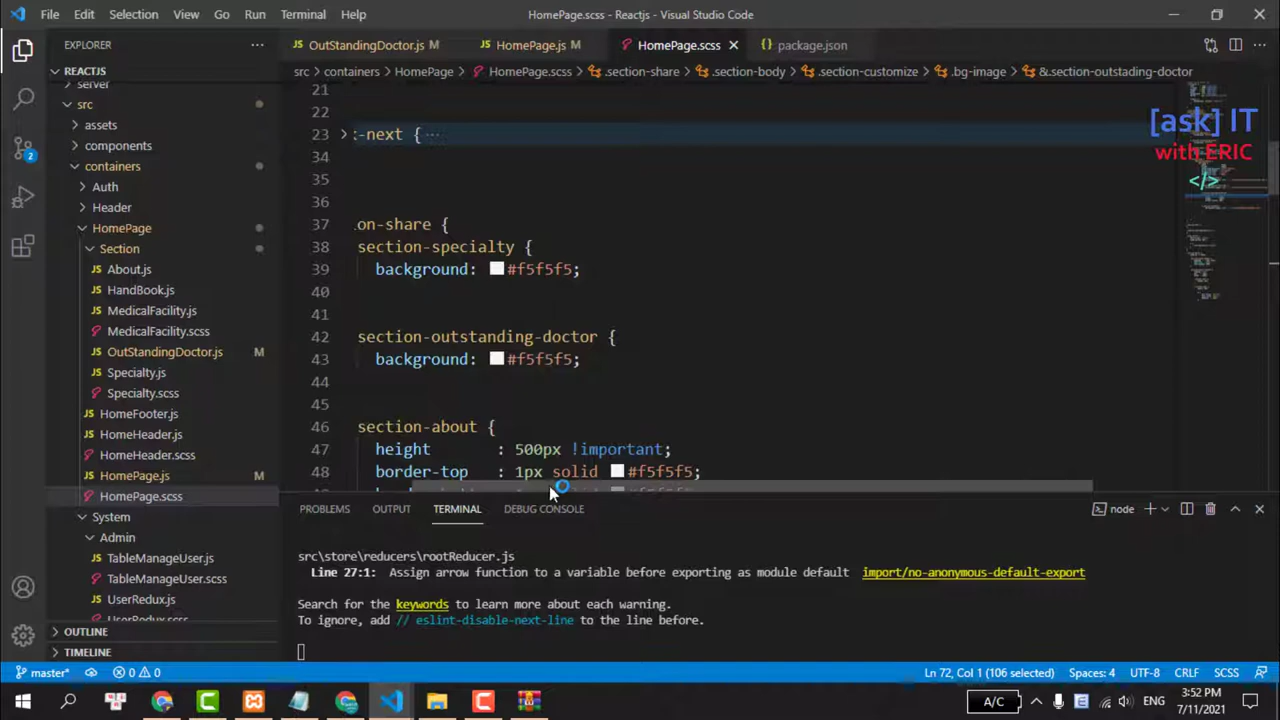 File Edit Selection View Go Run Terminal Help HomePage.scss - Reactjs - Visual Studio Code
EXPLORER ···
OutStandingDoctor.js M HomePage.js M HomePage.scss package.json
REACTJS
src > containers > HomePage > HomePage.scss > .section-share > .section-body > .section-customize > .bg-image > &.section-outstading-doctor
server
src
assets
components
containers
Auth
Header
HomePage
Section
About.js
HandBook.js
MedicalFacility.js
MedicalFacility.scss
OutStandingDoctor.js M
Specialty.js
Specialty.scss
HomeFooter.js
HomeHeader.js
HomeHeader.scss
HomePage.js M
HomePage.scss
System
Admin
TableManageUser.js
TableManageUser.scss
UserRedux.js
UserRedux.scss
OUTLINE
TIMELINE
21
22
23 -next { ···
34
35
36
37 on-share {
38 section-specialty {
39 background: #f5f5f5;
40
41
42 section-outstanding-doctor {
43 background: #f5f5f5;
44
45
46 section-about {
47 height : 500px !important;
48 border-top : 1px solid #f5f5f5;
[ask] IT
with ERIC
</>
PROBLEMS OUTPUT TERMINAL DEBUG CONSOLE node
src\store\reducers\rootReducer.js
Line 27:1: Assign arrow function to a variable before exporting as module default import/no-anonymous-default-export
Search for the keywords to learn more about each warning.
To ignore, add // eslint-disable-next-line to the line before.
master* 0 0 Ln 72, Col 1 (106 selected) Spaces: 4 UTF-8 CRLF SCSS
2
A/C ENG 3:52 PM
7/11/2021